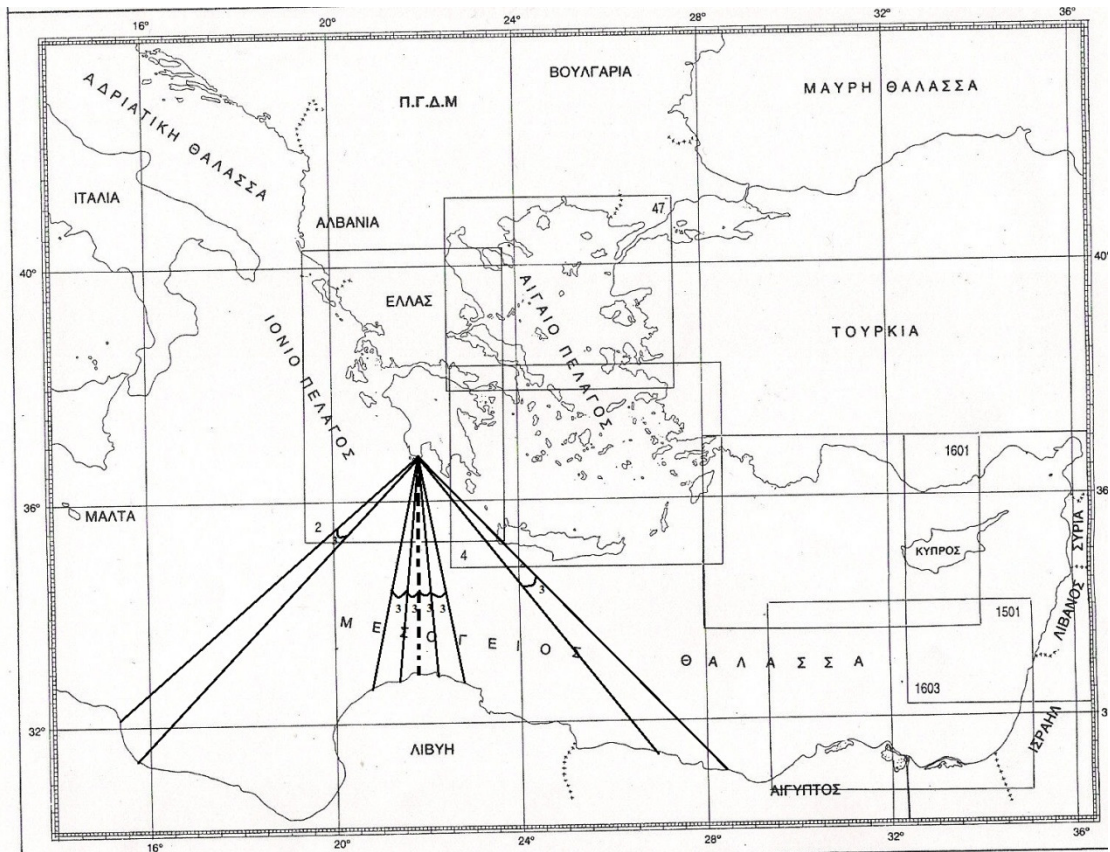 16° 20° 24° 28° 32° 36°
ΒΟΥΛΓΑΡΙΑ
ΑΔΡΙΑΤΙΚΗ ΘΑΛΑΣΣΑ
Π.Γ.Δ.Μ
ΜΑΥΡΗ ΘΑΛΑΣΣΑ
ΙΤΑΛΙΑ
47
ΑΛΒΑΝΙΑ
40° 40°
ΕΛΛΑΣ
ΑΙΓΑΙΟ ΠΕΛΑΓΟΣ
ΙΟΝΙΟ ΠΕΛΑΓΟΣ
ΤΟΥΡΚΙΑ
1601
36° 36°
ΜΑΛΤΑ
2
3
4
ΚΥΠΡΟΣ
ΣΥΡΙΑ
3
3 3 3 3
1501
ΛΙΒΑΝΟΣ
ΜΕΣΟΓΕΙΟΣ
ΘΑΛΑΣΣΑ
1603
32°
ΙΣΡΑΗΛ
ΛΙΒΥΗ
ΑΙΓΥΠΤΟΣ
16° 20° 24° 28° 32° 36°